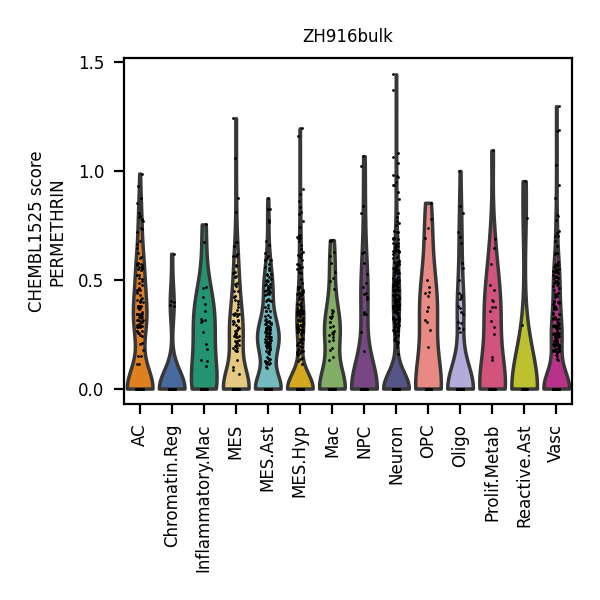 ZH916bulk
CHEMBL1525 score
PERMETHRIN
1.5
1.0
0.5
0.0
AC
Chromatin.Reg
Inflammatory.Mac
MES
MES.Ast
MES.Hyp
Mac
NPC
Neuron
OPC
Oligo
Prolif.Metab
Reactive.Ast
Vasc